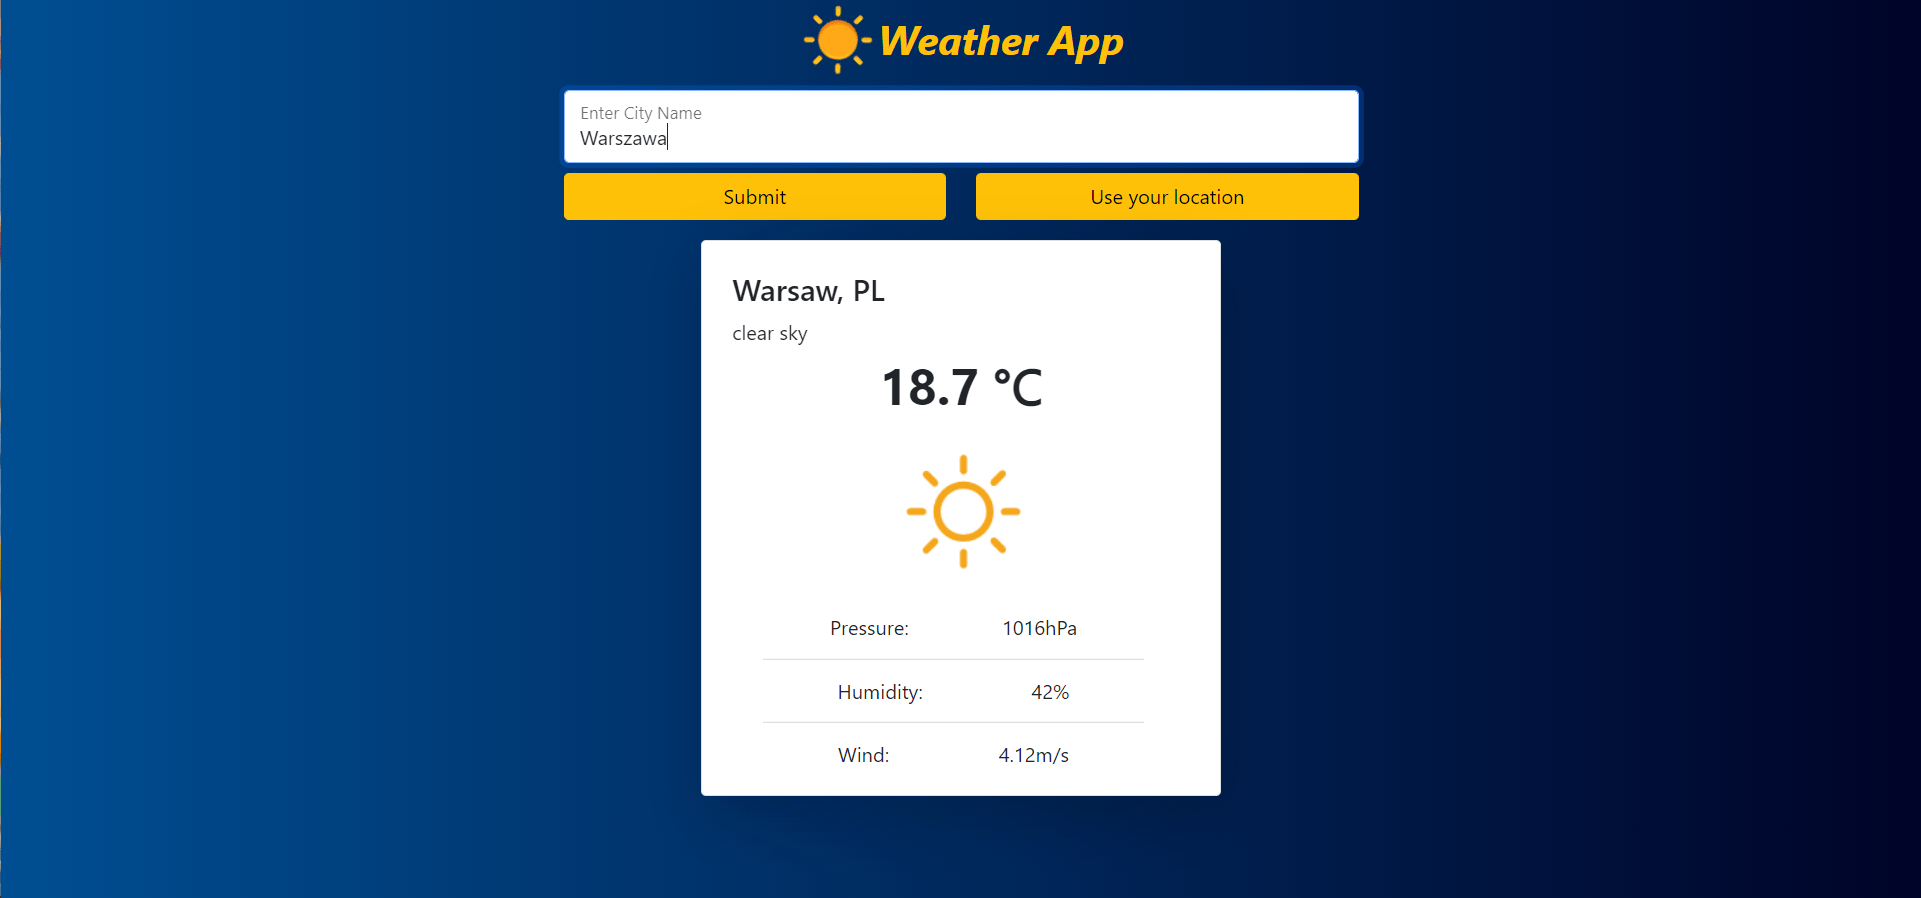 Weather App
Enter City Name
Warszawa
Submit Use your location
Warsaw, PL
clear sky
18.7 °C
Pressure: 1016hPa
Humidity: 42%
Wind: 4.12m/s